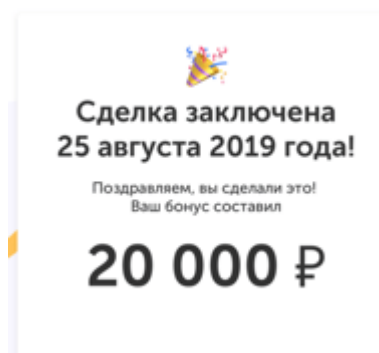 Сделка заключена
25 августа 2019 года!
Поздравляем, вы сделали это!
Ваш бонус составил
20 000 ₽